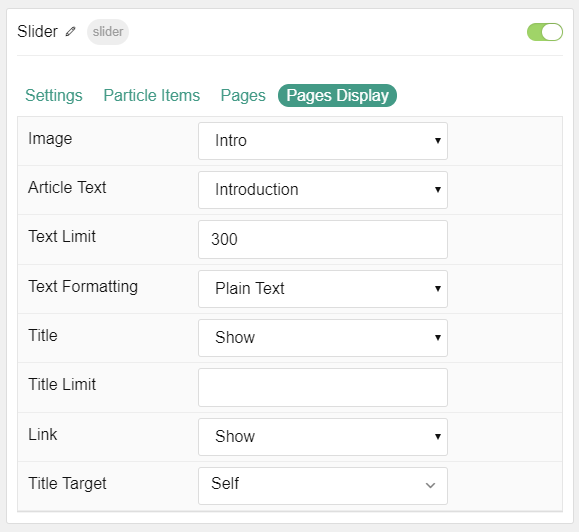 Slider slider
Settings Particle Items Pages Pages Display
Image Intro
Article Text Introduction
Text Limit 300
Text Formatting Plain Text
Title Show
Title Limit
Link Show
Title Target Self